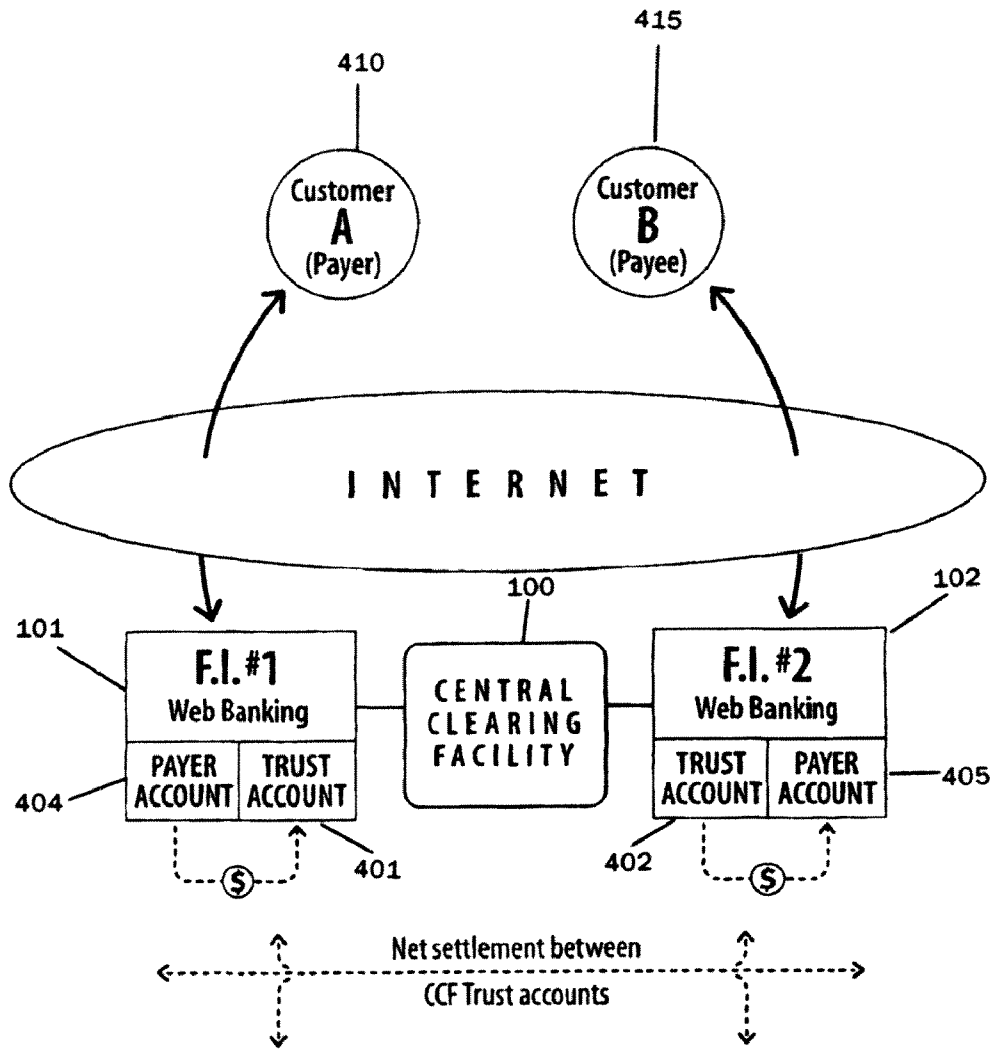 415
410
Customer
A
(Payer)
Customer
B
(Payee)
I N T E R N E T
100
102
101
F.I. #1
Web Banking
CENTRAL
CLEARING
FACILITY
F.I. #2
Web Banking
PAYER
ACCOUNT
TRUST
ACCOUNT
TRUST
ACCOUNT
PAYER
ACCOUNT
404
405
401
402
$
$
Net settlement between
CCF Trust accounts